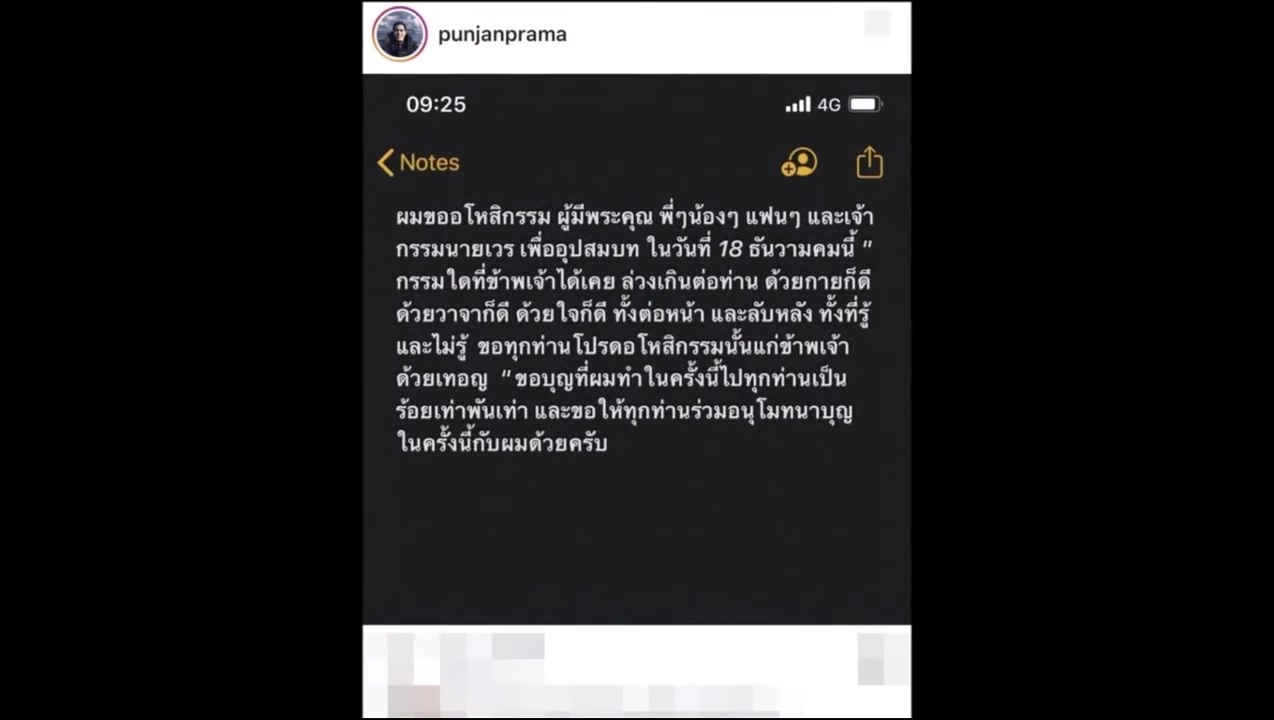 punjanprama
09:25
4G
Notes
ผมขออโหสิกรรม ผู้มีพระคุณ พี่ๆน้องๆ แฟนๆ และเจ้า
กรรมนายเวร เพื่ออุปสมบท ในวันที่ 18 ธันวามคมนี้ "
กรรมใดที่ข้าพเจ้าได้เคย ล่วงเกินต่อท่าน ด้วยกายก็ดี
ด้วยวาจาก็ดี ด้วยใจก็ดี ทั้งต่อหน้า และลับหลัง ทั้งที่รู้
และไม่รู้ ขอทุกท่านโปรดอโหสิกรรมนั้นแก่ข้าพเจ้า
ด้วยเทอญ " ขอบุญที่ผมทำในครั้งนี้ไปทุกท่านเป็น
ร้อยเท่าพันเท่า และขอให้ทุกท่านร่วมอนุโมทนาบุญ
ในครั้งนี้กับผมด้วยครับ